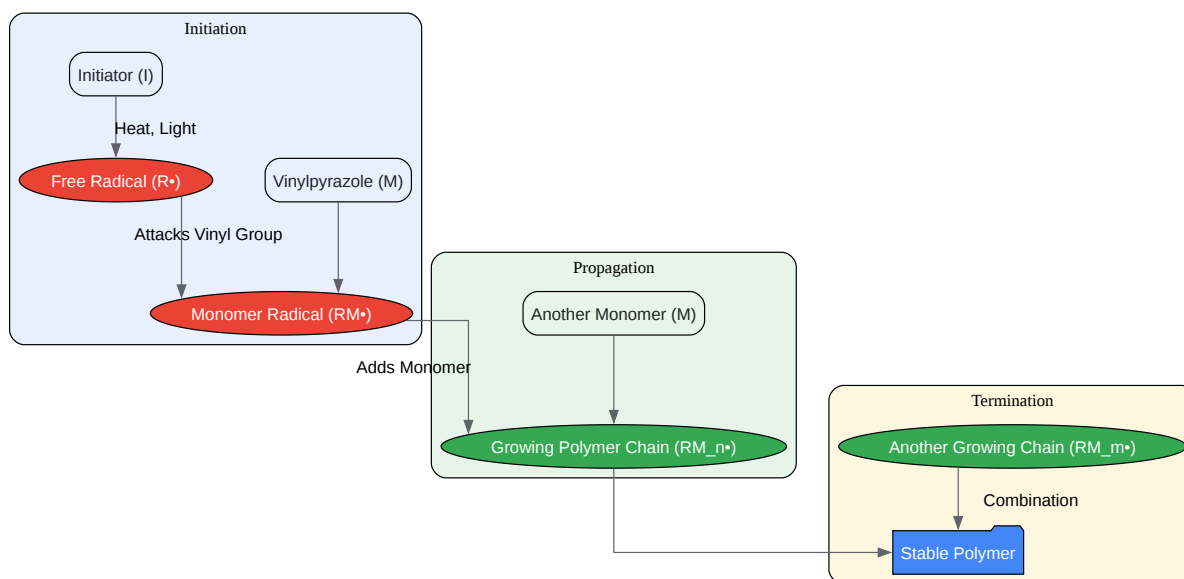 Initiation
Initiator (I)
Heat, Light
Free Radical (R•)
Vinylpyrazole (M)
Attacks Vinyl Group
Monomer Radical (RM•)
Propagation
Another Monomer (M)
Adds Monomer
Growing Polymer Chain (RM_n•)
Termination
Another Growing Chain (RM_m•)
Combination
Stable Polymer